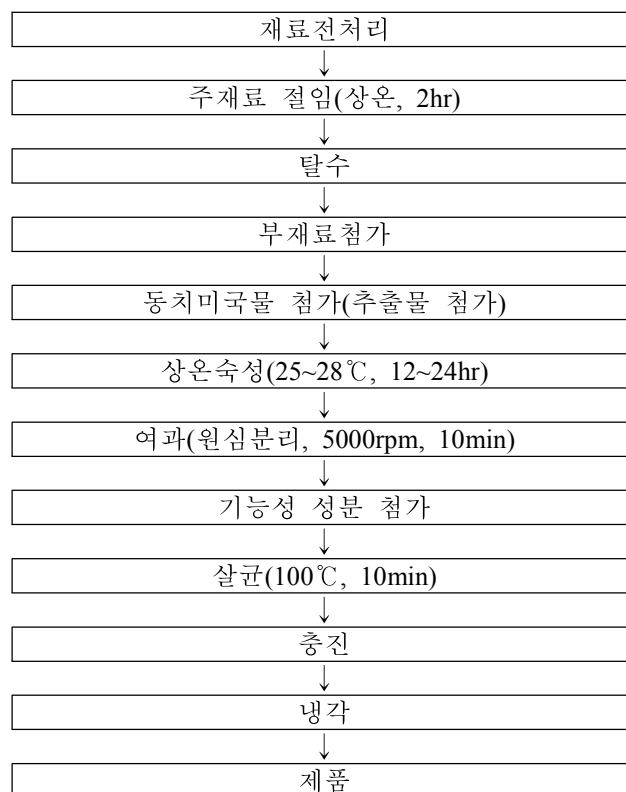 재료전처리
주재료 절임(상온, 2hr)
탈수
부재료첨가
동치미국물 첨가(추출물 첨가)
상온숙성(25~28℃, 12~24hr)
여과(원심분리, 5000rpm, 10min)
기능성 성분 첨가
살균(100℃, 10min)
충진
냉각
제품